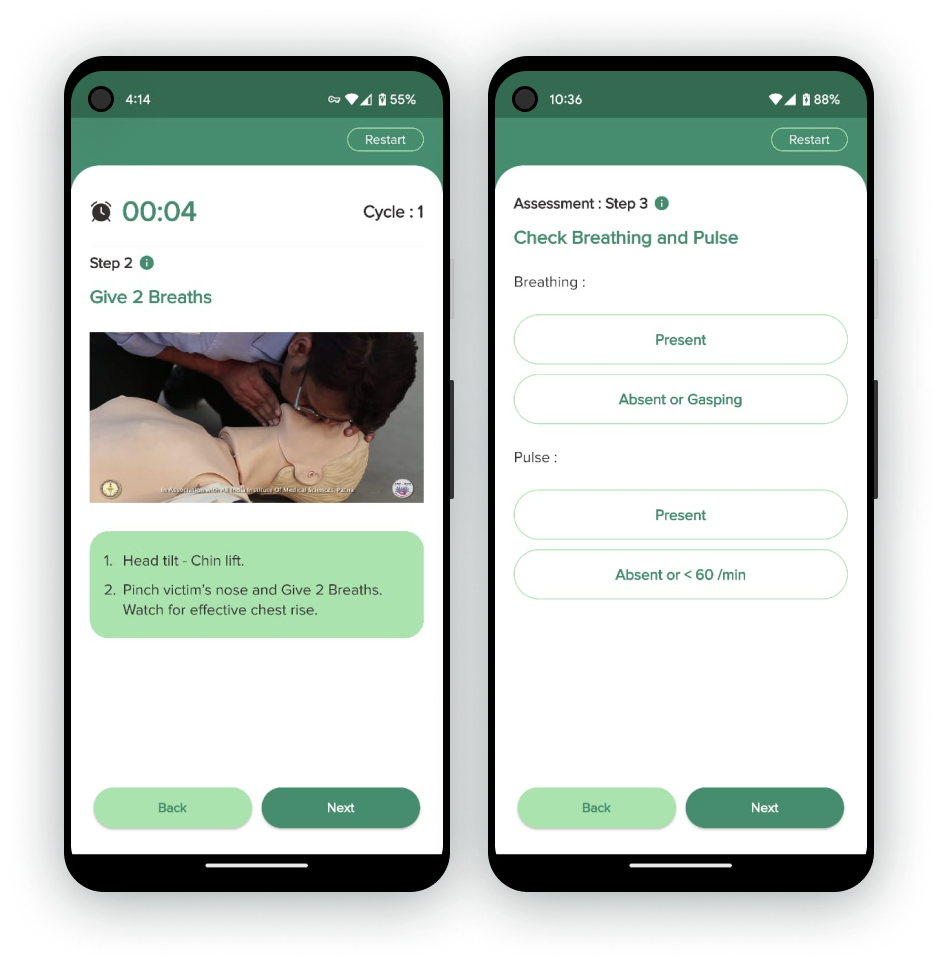 4:14
55%
Restart
00:04
Cycle : 1
Step 2
Give 2 Breaths
In Association with All India Institute Of Medical Sciences-Patna
1. Head tilt - Chin lift.
2. Pinch victim's nose and Give 2 Breaths.
Watch for effective chest rise.
Back
Next
10:36
88%
Restart
Assessment : Step 3
Check Breathing and Pulse
Breathing :
Present
Absent or Gasping
Pulse :
Present
Absent or < 60 /min
Back
Next